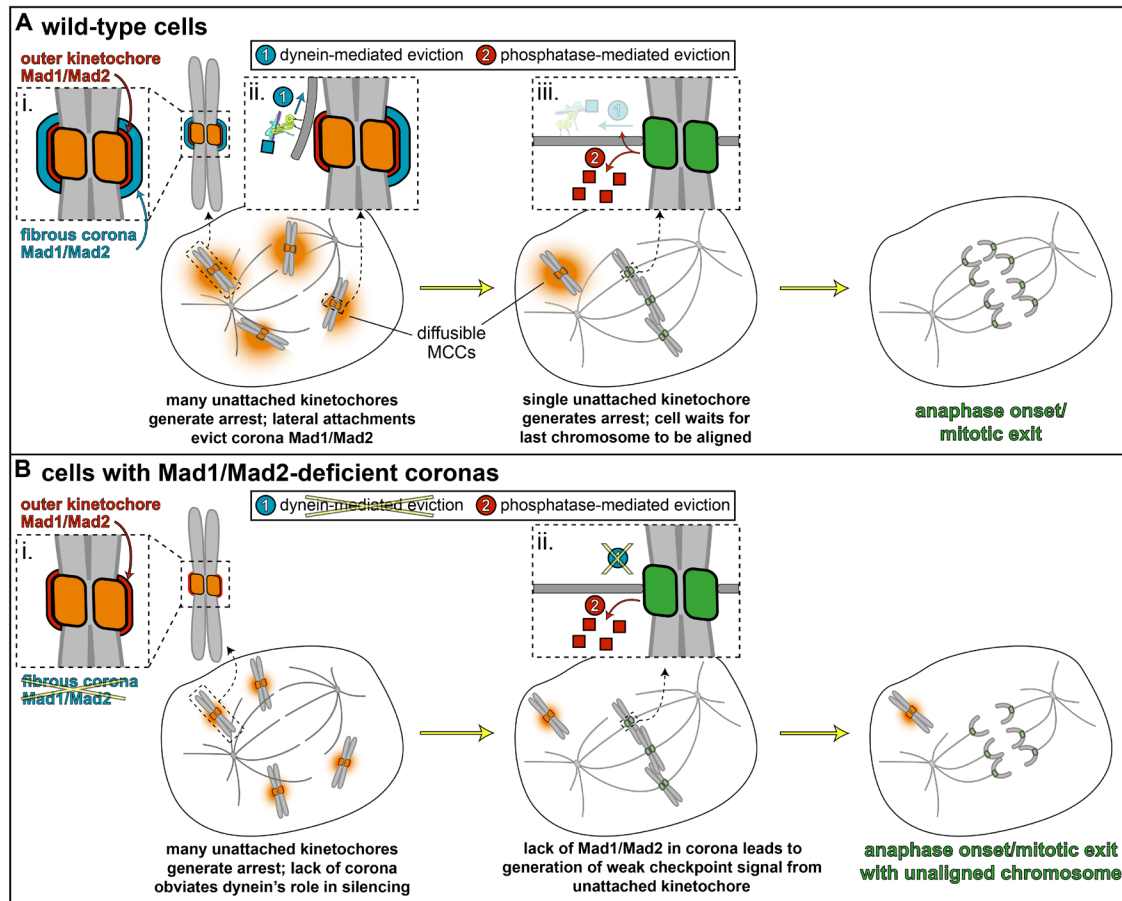 A wild-type cells
1 dynein-mediated eviction 2 phosphatase-mediated eviction
outer kinetochore
Mad1/Mad2
i.
fibrous corona
Mad1/Mad2
ii.
1
iii.
1
2
diffusible
MCCs
many unattached kinetochores
generate arrest; lateral attachments
evict corona Mad1/Mad2
single unattached kinetochore
generates arrest; cell waits for
last chromosome to be aligned
anaphase onset/
mitotic exit
B cells with Mad1/Mad2-deficient coronas
1 dynein-mediated eviction 2 phosphatase-mediated eviction
outer kinetochore
Mad1/Mad2
i.
fibrous corona
Mad1/Mad2
ii.
1
2
many unattached kinetochores
generate arrest; lack of corona
obviates dynein's role in silencing
lack of Mad1/Mad2 in corona leads to
generation of weak checkpoint signal from
unattached kinetochore
anaphase onset/mitotic exit
with unaligned chromosome